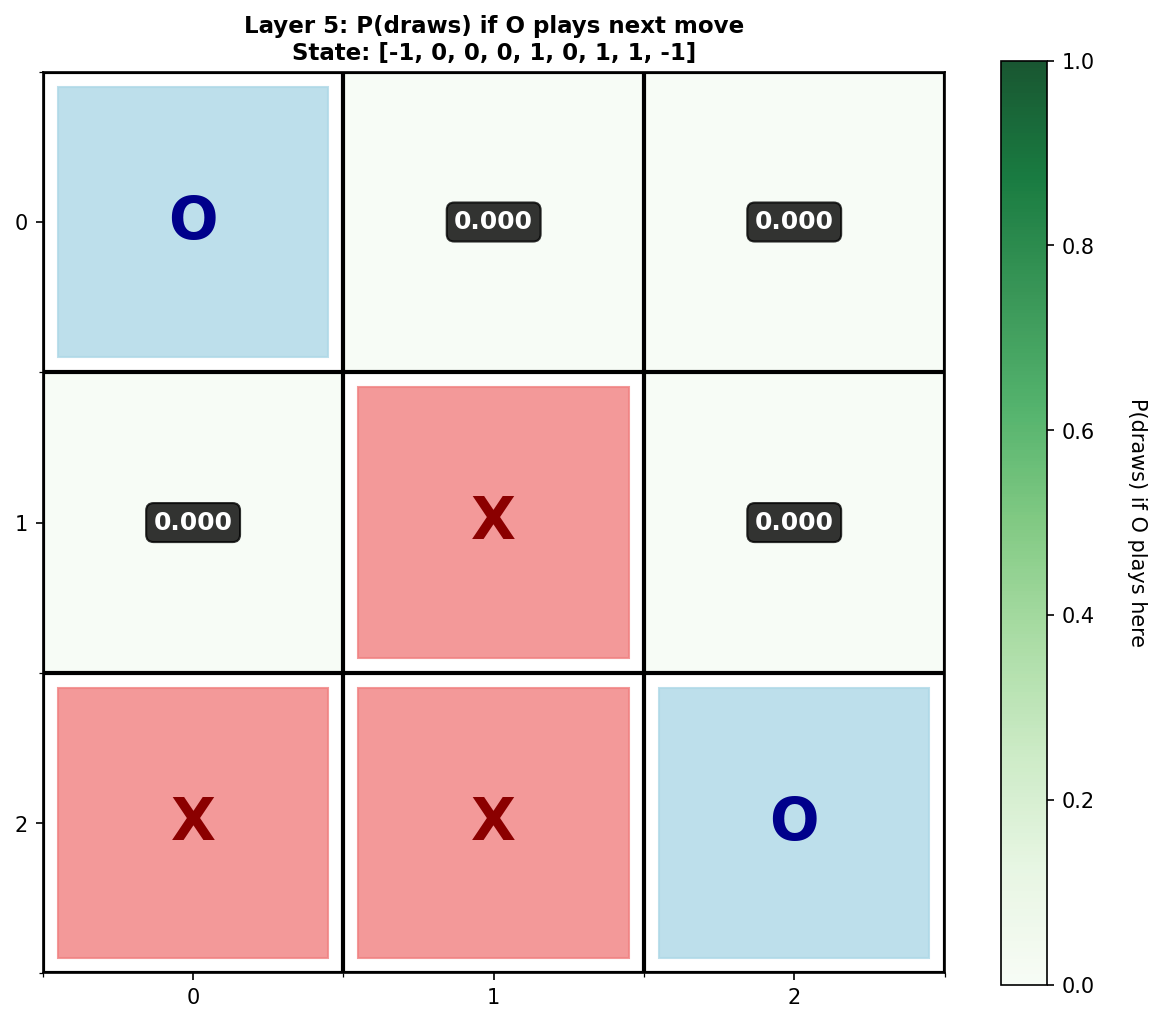 Layer 5: P(draws) if O plays next move
State: [-1, 0, 0, 0, 1, 0, 1, 1, -1]
0
O
0.000
0.000
1
0.000
X
0.000
2
X
X
O
0
1
2
1.0
0.8
0.6
0.4
0.2
0.0
P(draws) if O plays here